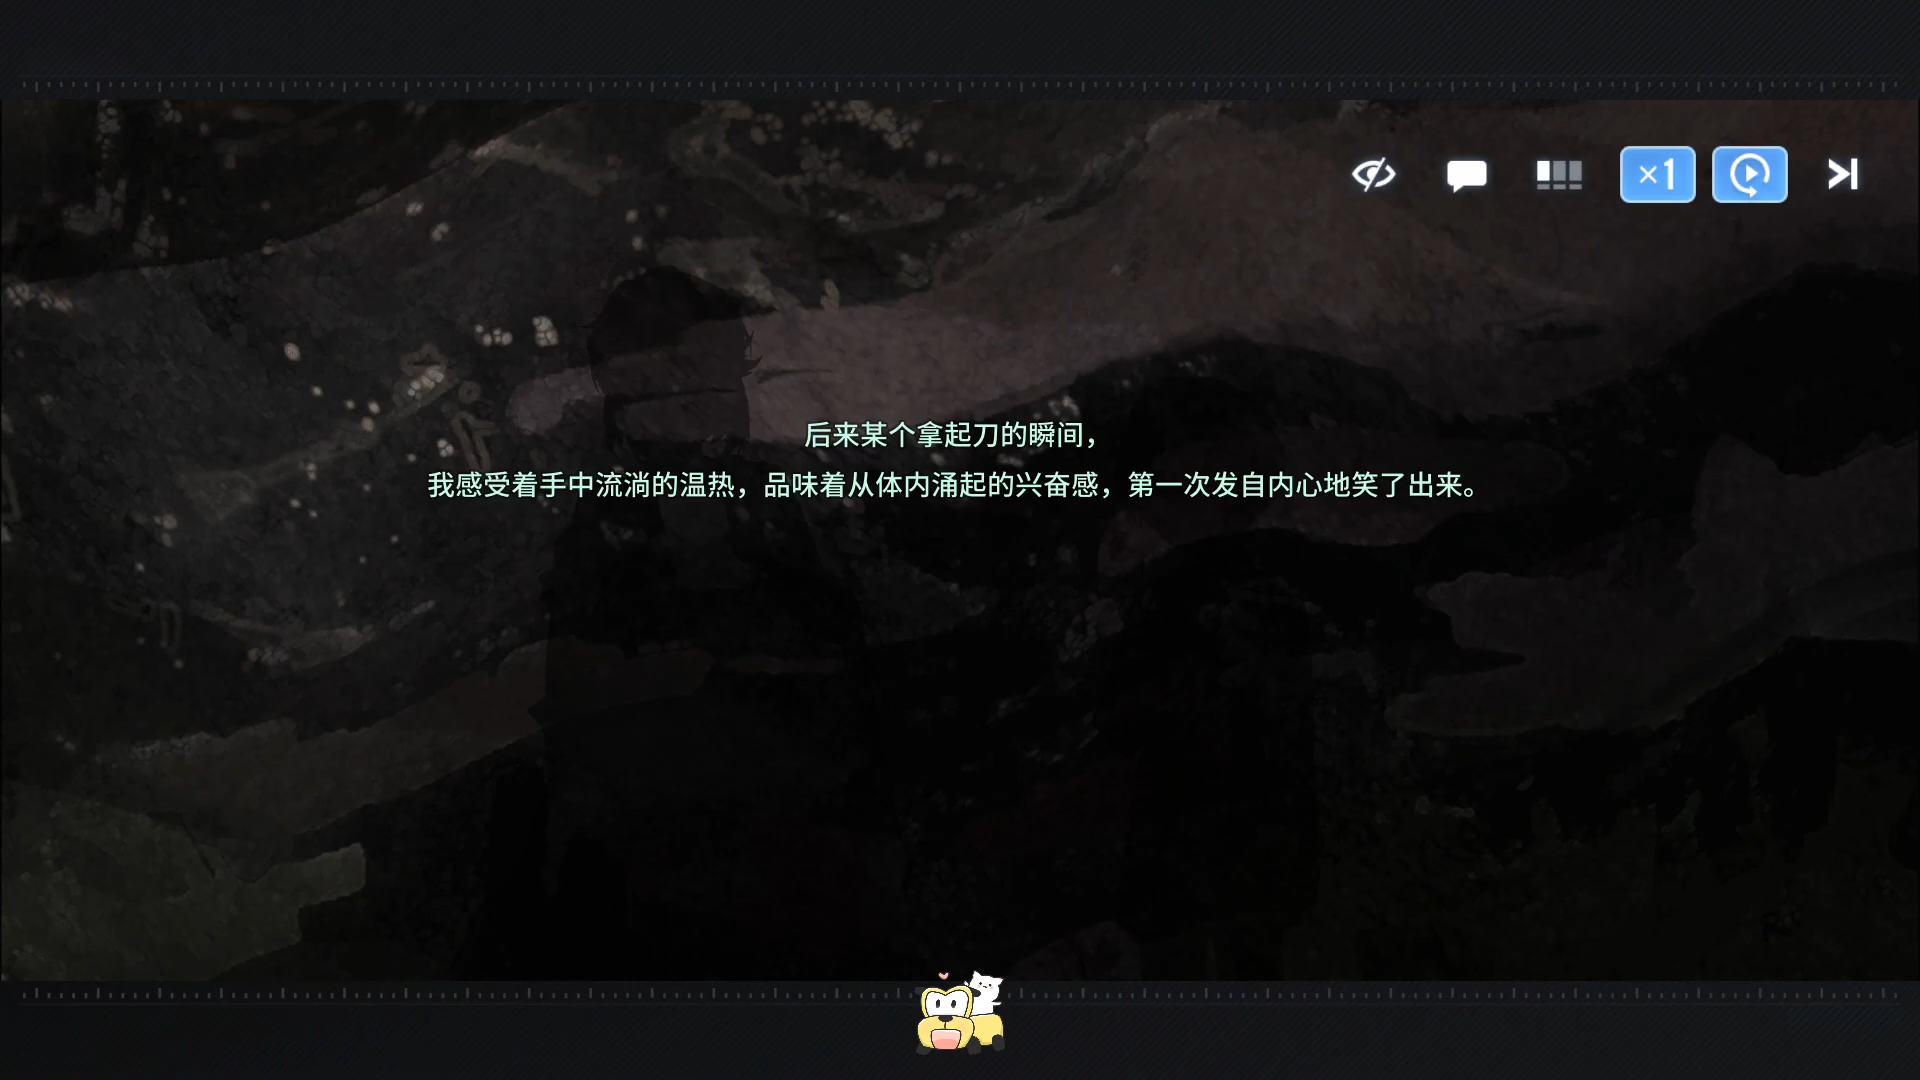 ×1
后来某个拿起刀的瞬间，
我感受着手中流淌的温热，品味着从体内涌起的兴奋感，第一次发自内心地笑了出来。